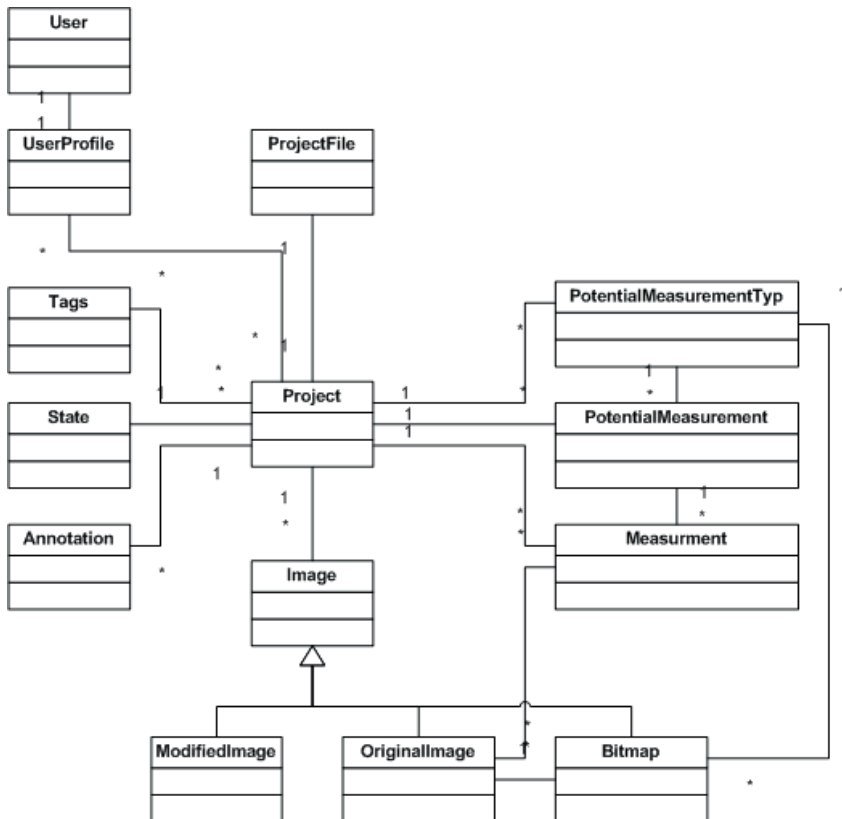 User
1
1
UserProfile
ProjectFile
*
1
*
Tags
PotentialMeasurementTyp
*
*
1
*
*
1
*
1
*
Project
1
*
1
*
State
1
PotentialMeasurement
1
1
1
1
*
*
*
Annotation
Measurment
*
*
Image
*
*
ModifiedImage
OriginalImage
Bitmap
*